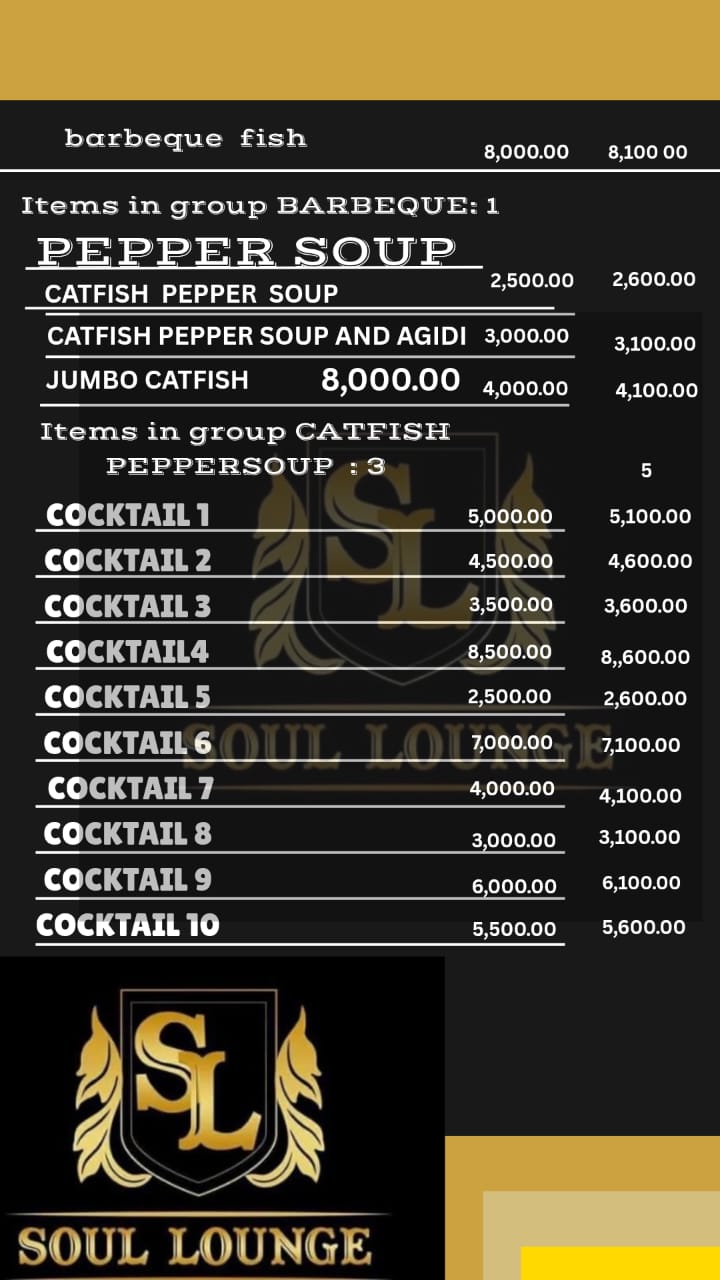 barbeque fish 8,000.00 8,100 00
Items in group BARBEQUE: 1
PEPPER SOUP
CATFISH PEPPER SOUP 2,500.00 2,600.00
CATFISH PEPPER SOUP AND AGIDI 3,000.00 3,100.00
JUMBO CATFISH 8,000.00 4,000.00 4,100.00
Items in group CATFISH
PEPPERSOUP : 3 5
COCKTAIL 1 5,000.00 5,100.00
COCKTAIL 2 4,500.00 4,600.00
COCKTAIL 3 3,500.00 3,600.00
COCKTAIL4 8,500.00 8,,600.00
COCKTAIL 5 2,500.00 2,600.00
COCKTAIL 6 7,000.00 7,100.00
COCKTAIL 7 4,000.00 4,100.00
COCKTAIL 8 3,000.00 3,100.00
COCKTAIL 9 6,000.00 6,100.00
COCKTAIL 10 5,500.00 5,600.00
SL
SOUL LOUNGE
SL
SOUL LOUNGE